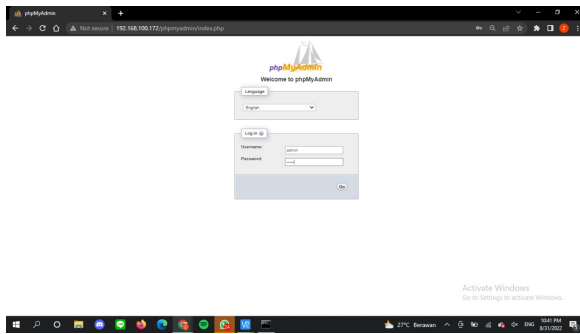 phpMyAdmin
Not secure
192.168.100.172/phpmyadmin/index.php
phpMyAdmin
Welcome to phpMyAdmin
Language
English
Log in
Username:
admin
Password:
Go
Activate Windows
Go to Settings to activate Windows.
27°C Berawan
ENG
10:41 PM
8/31/2022